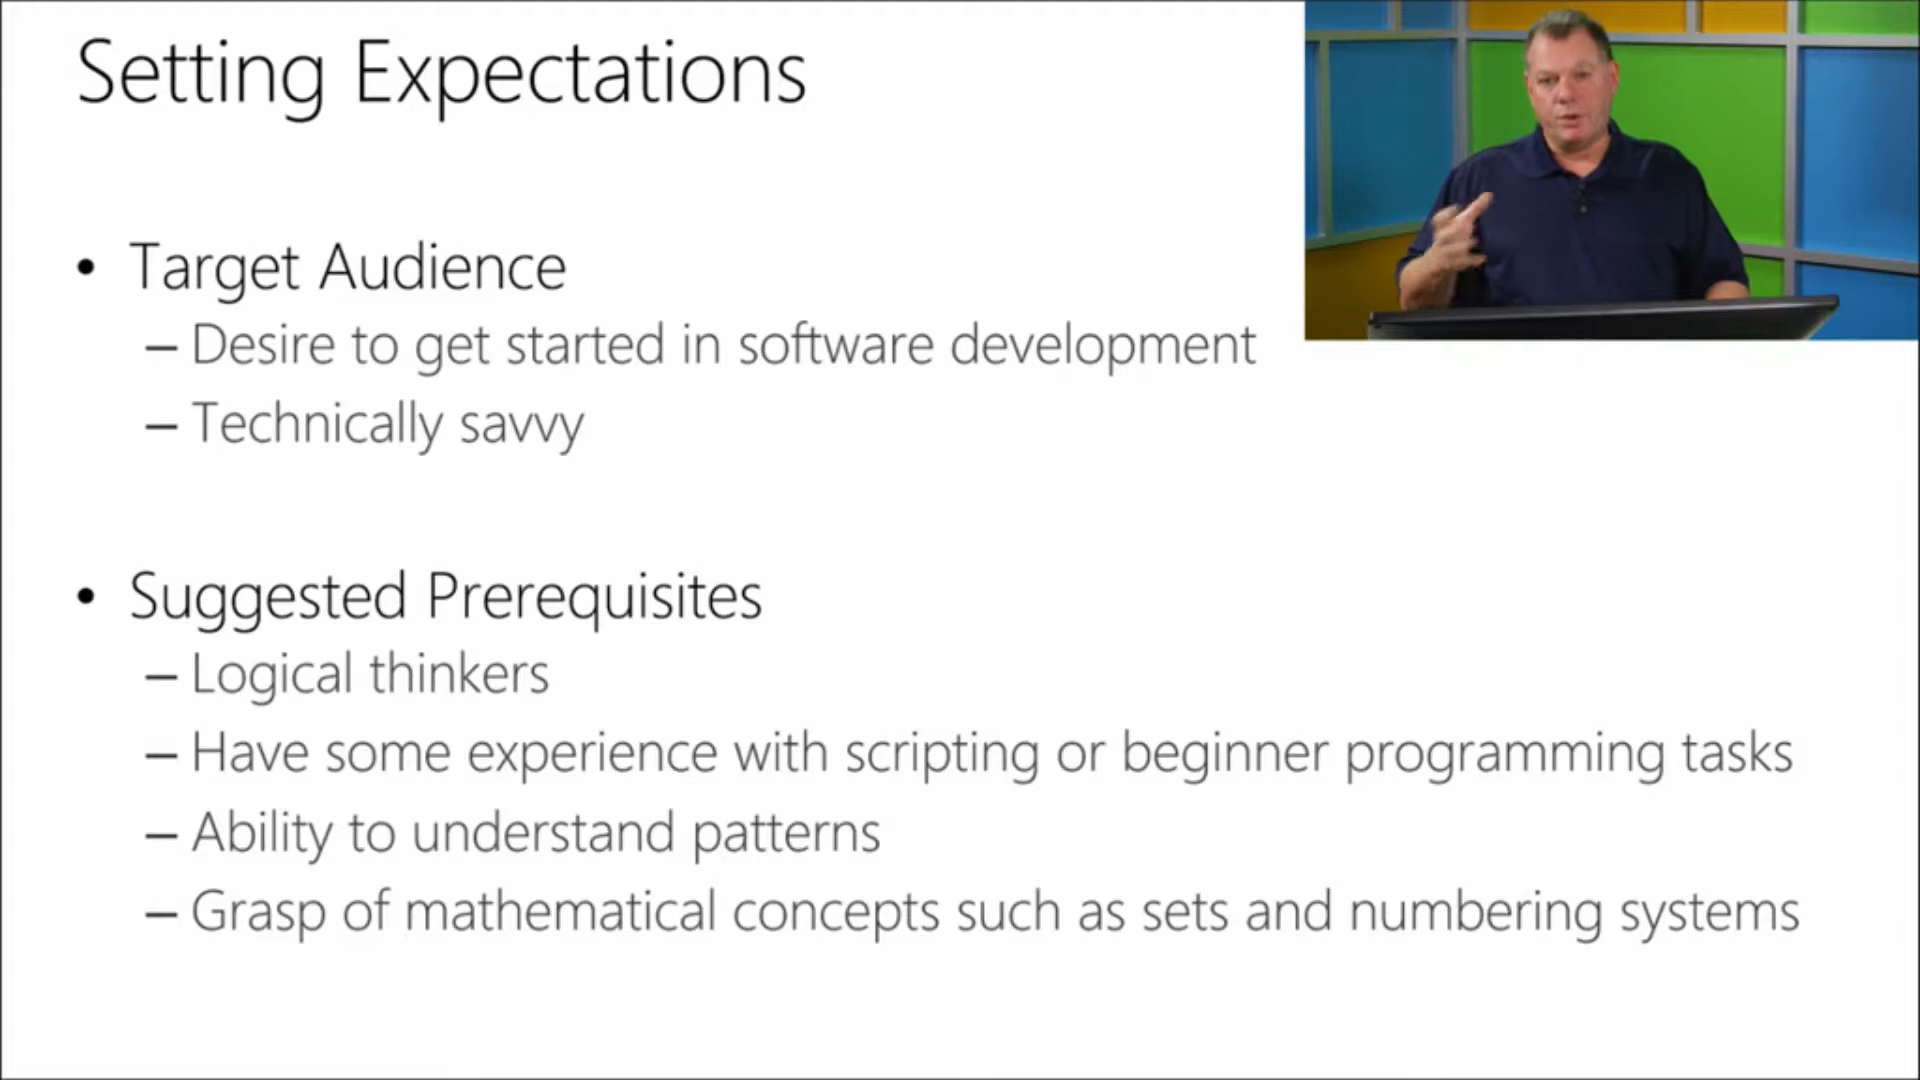 Setting Expectations
• Target Audience
– Desire to get started in software development
– Technically savvy
• Suggested Prerequisites
– Logical thinkers
– Have some experience with scripting or beginner programming tasks
– Ability to understand patterns
– Grasp of mathematical concepts such as sets and numbering systems